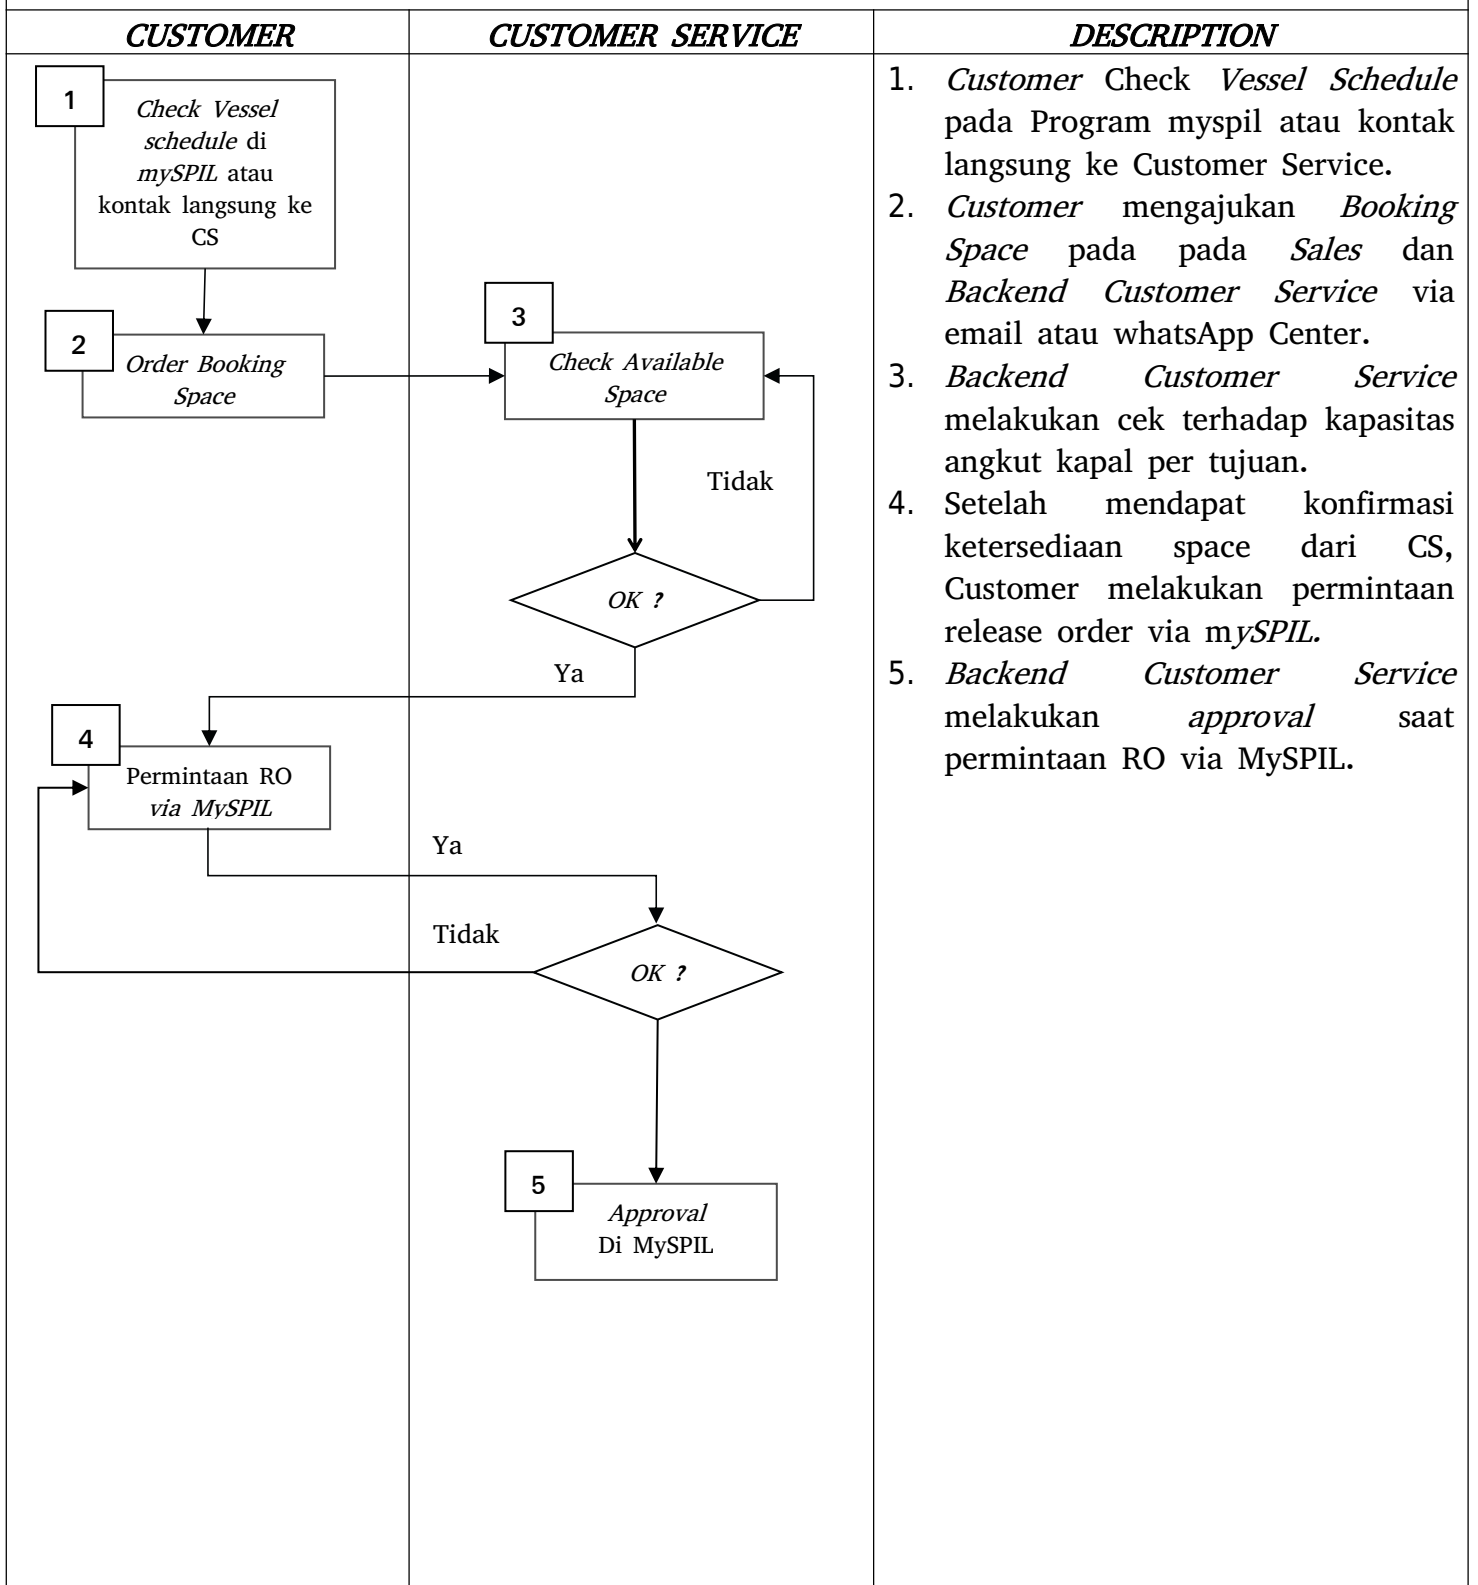 CUSTOMER
CUSTOMER SERVICE
DESCRIPTION
1
Check Vessel
schedule di
mySPIL atau
kontak langsung ke
CS
2
Order Booking
Space
3
Check Available
Space
Tidak
OK ?
Ya
4
Permintaan RO
via MySPIL
Ya
Tidak
OK ?
5
Approval
Di MySPIL
1. Customer Check Vessel Schedule
pada Program myspil atau kontak
langsung ke Customer Service.
2. Customer mengajukan Booking
Space pada pada Sales dan
Backend Customer Service via
email atau whatsApp Center.
3. Backend Customer Service
melakukan cek terhadap kapasitas
angkut kapal per tujuan.
4. Setelah mendapat konfirmasi
ketersediaan space dari CS,
Customer melakukan permintaan
release order via mySPIL.
5. Backend Customer Service
melakukan approval saat
permintaan RO via MySPIL.